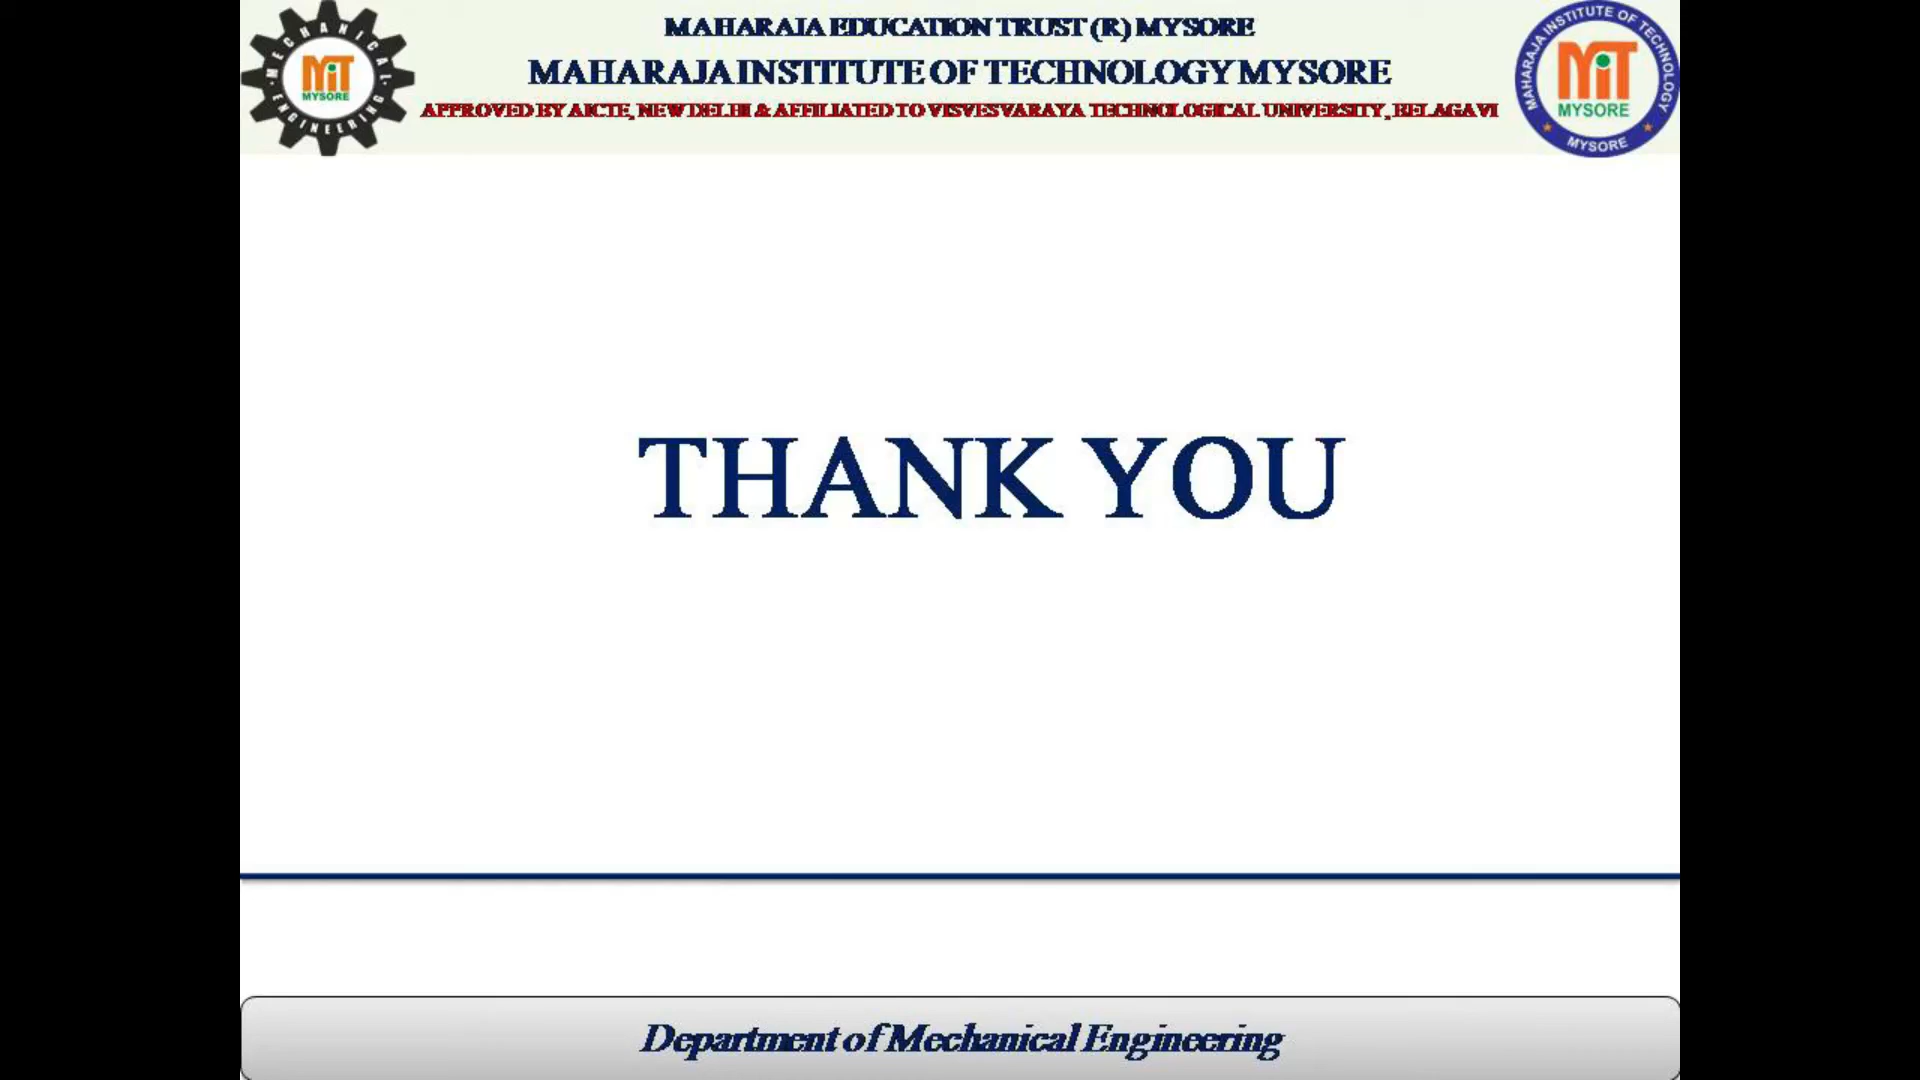 MAHARAJA EDUCATION TRUST (R) MYSORE
MAHARAJA INSTITUTE OF TECHNOLOGY MYSORE
APPROVED BY AICTE, NEW DELHI & AFFILIATED TO VISVESVARAYA TECHNOLOGICAL UNIVERSITY, BELAGAVI
MECHANICAL ENGINEERING
MIT
MYSORE
MAHARAJA INSTITUTE OF TECHNOLOGY
MiT
MYSORE
MYSORE
THANK YOU
Department of Mechanical Engineering